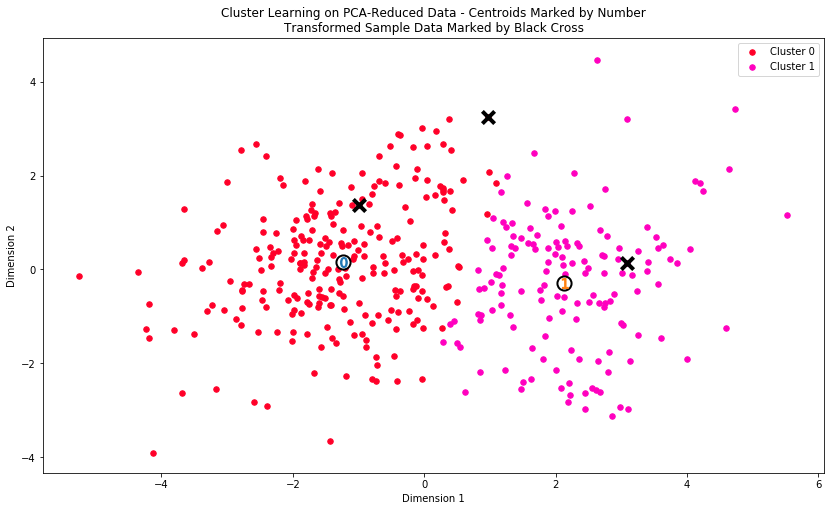 Cluster Learning on PCA-Reduced Data - Centroids Marked by Number
Transformed Sample Data Marked by Black Cross
Cluster 0
Cluster 1
Dimension 2
4
2
0
−2
−4
0
1
−4
−2
0
2
4
6
Dimension 1